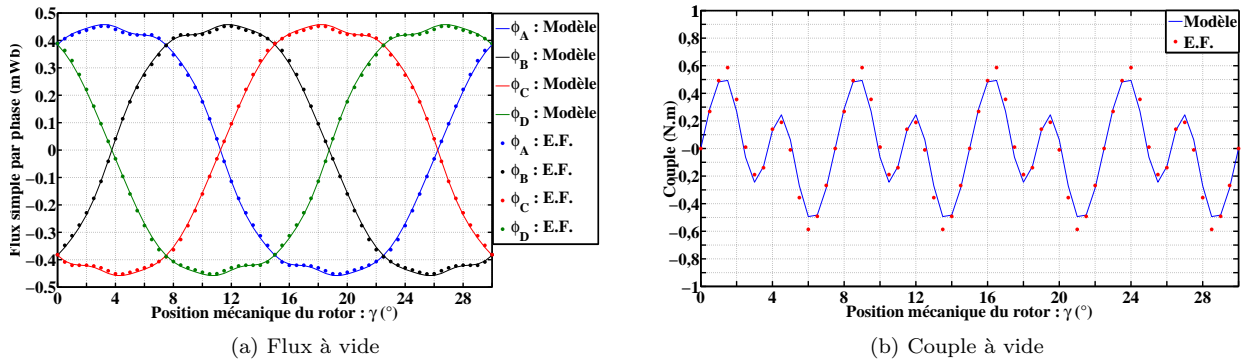 Flux simple par phase (mWb)
0.5
0.4
0.3
0.2
0.1
0
−0.1
−0.2
−0.3
−0.4
−0.5
0 4 8 12 16 20 24 28
Position mécanique du rotor : γ (°)
ϕA : Modèle
ϕB : Modèle
ϕC : Modèle
ϕD : Modèle
ϕA : E.F.
ϕB : E.F.
ϕC : E.F.
ϕD : E.F.
(a) Flux à vide
Couple (N.m)
1
0,8
0,6
0,4
0,2
−0
−0,2
−0,4
−0,6
−0,8
−1
0 4 8 12 16 20 24 28
Position mécanique du rotor : γ (°)
Modèle
E.F.
(b) Couple à vide